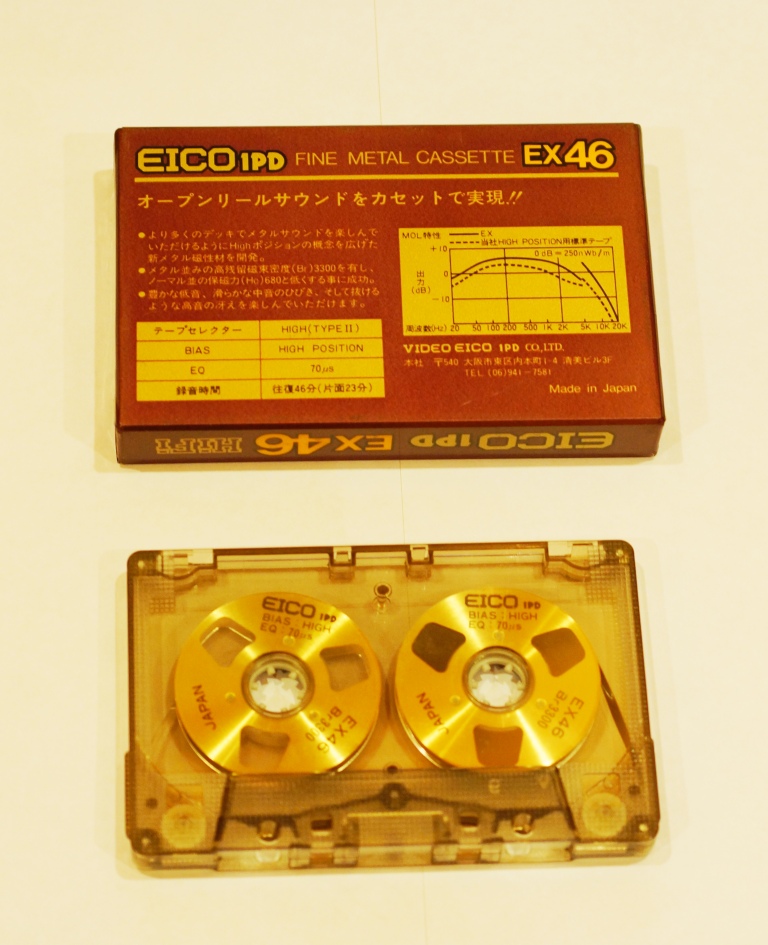 EICO 1PD FINE METAL CASSETTE EX46
オープンリールサウンドをカセットで実現!!
●より多くのデッキでメタルサウンドを楽しんで
いただけるようにHighポジションの概念を広げた
新メタル磁性材を開発。
●メタル並みの高残留磁束密度(Br)3300を有し、
ノーマル並の保磁力(Hc)680と低くする事に成功。
●豊かな低音、滑らかな中音のひびき、そして抜ける
ような高音の冴えを楽しんでいただけます。
テープセレクター HIGH(TYPE II)
BIAS HIGH POSITION
EQ 70μs
録音時間 往復46分(片面23分)
MOL特性 EX
当社HIGH POSITION用標準テープ
0dB=250nWb/m
+10
出力(dB)
-10
周波数(Hz) 20 50 100 200 500 1K 2K 5K 10K 20K
VIDEO EICO 1PD CO.,LTD.
本社 〒540 大阪市東区内本町1-4 清美ビル3F
TEL (06)941-7581
Made in Japan
EICO 1PD EX46
EICO 1PD
BIAS : HIGH
EQ : 70μs
JAPAN
EX46
Br-3300
EICO 1PD
BIAS : HIGH
EQ : 70μs
JAPAN
EX46
Br-3300